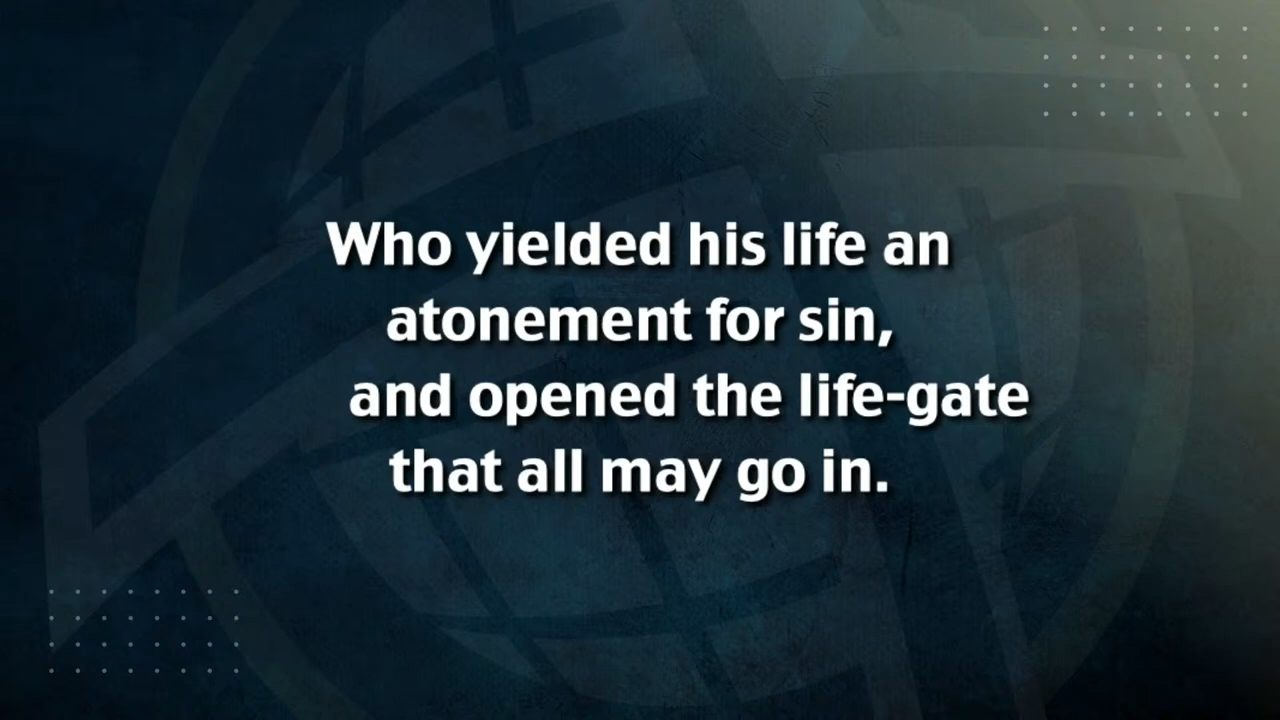 Who yielded his life an
atonement for sin,
and opened the life-gate
that all may go in.